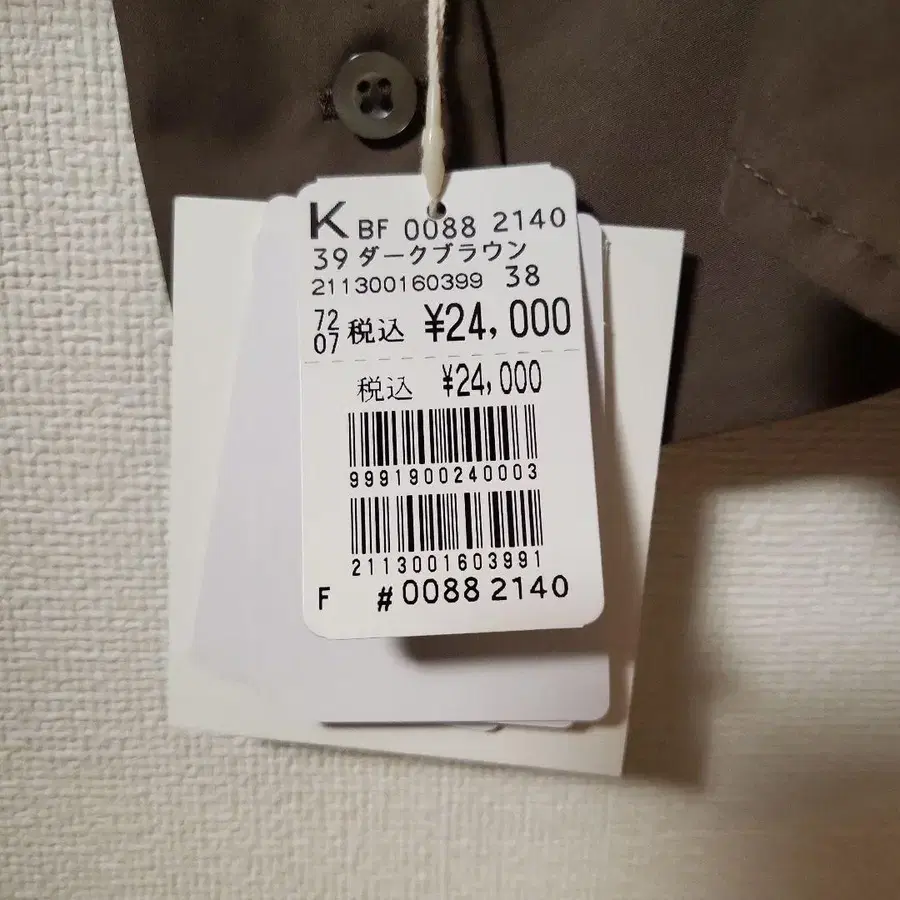 K BF 0088 2140
39 ダークブラウン
211300160399 38
72
07 税込 ¥24,000
税込 ¥24,000
9991900240003
2113001603991
F #0088 2140